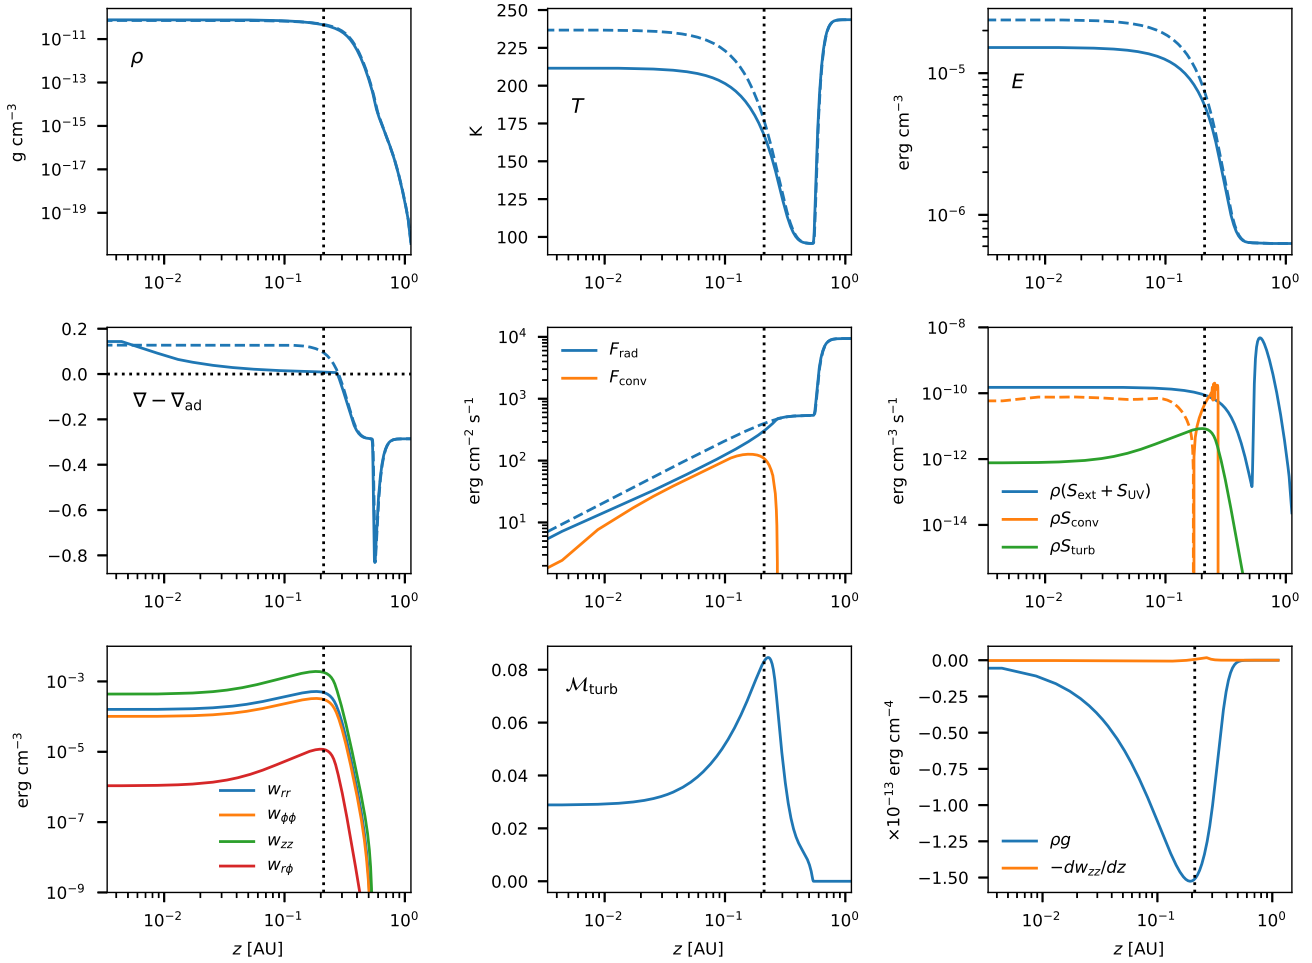 10⁻¹¹
10⁻¹³
10⁻¹⁵
10⁻¹⁷
10⁻¹⁹
g cm⁻³
ρ
10⁻² 10⁻¹ 10⁰
250
225
200
175
150
125
100
K
T
10⁻² 10⁻¹ 10⁰
10⁻⁵
10⁻⁶
erg cm⁻³
E
10⁻² 10⁻¹ 10⁰
0.2
0.0
−0.2
−0.4
−0.6
−0.8
∇ − ∇ad
10⁻² 10⁻¹ 10⁰
10⁴
10³
10²
10¹
erg cm⁻² s⁻¹
Frad
Fconv
10⁻² 10⁻¹ 10⁰
10⁻⁸
10⁻¹⁰
10⁻¹²
10⁻¹⁴
erg cm⁻³ s⁻¹
ρ(Sext + SUV)
ρSconv
ρSturb
10⁻² 10⁻¹ 10⁰
10⁻³
10⁻⁵
10⁻⁷
10⁻⁹
erg cm⁻³
wrr
wϕϕ
wzz
wrϕ
10⁻² 10⁻¹ 10⁰
z [AU]
0.08
0.06
0.04
0.02
0.00
ℳturb
10⁻² 10⁻¹ 10⁰
z [AU]
0.00
−0.25
−0.50
−0.75
−1.00
−1.25
−1.50
×10⁻¹³ erg cm⁻⁴
ρg
−dwzz/dz
10⁻² 10⁻¹ 10⁰
z [AU]